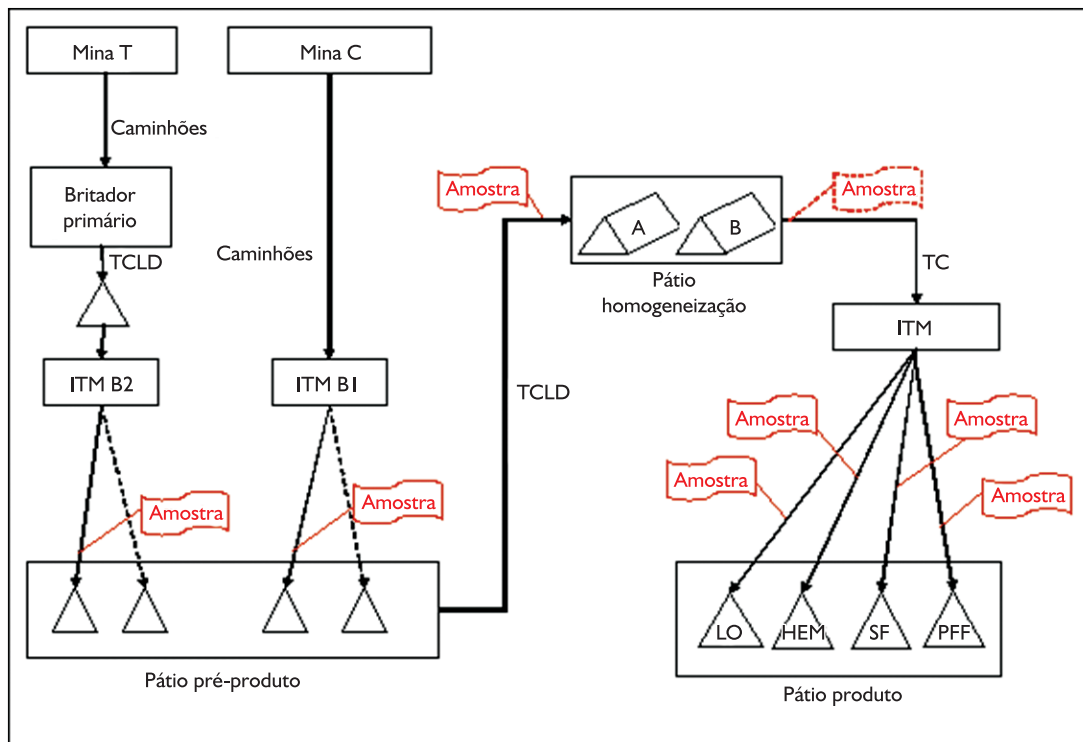 Mina T
Mina C
Caminhões
Britador
primário
TCLD
Caminhões
ITM B2
ITM B1
Amostra
Amostra
Pátio pré-produto
TCLD
Amostra
A
B
Amostra
Pátio
homogeneização
TC
ITM
Amostra
Amostra
Amostra
Amostra
LO
HEM
SF
PFF
Pátio produto